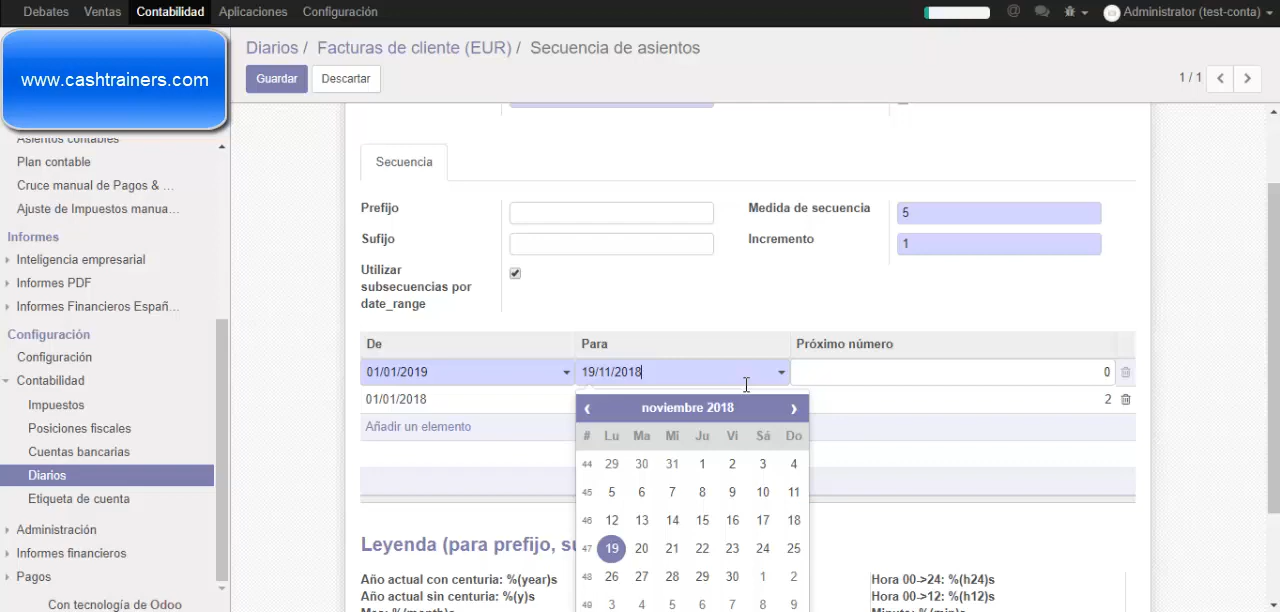 Debates Ventas Contabilidad Aplicaciones Configuración @ Administrator (test-conta)
www.cashtrainers.com
Diarios / Facturas de cliente (EUR) / Secuencia de asientos
Guardar Descartar 1 / 1
Asientos contables
Plan contable
Cruce manual de Pagos & ...
Ajuste de Impuestos manua...
Informes
Inteligencia empresarial
Informes PDF
Informes Financieros Españ...
Configuración
Configuración
Contabilidad
Impuestos
Posiciones fiscales
Cuentas bancarias
Diarios
Etiqueta de cuenta
Administración
Informes financieros
Pagos
Con tecnología de Odoo
Secuencia
Prefijo
Sufijo
Utilizar
subsecuencias por
date_range
Medida de secuencia 5
Incremento 1
De Para Próximo número
01/01/2019 19/11/2018 0
01/01/2018 2
Añadir un elemento
‹ noviembre 2018 ›
# Lu Ma Mi Ju Vi Sá Do
44 29 30 31 1 2 3 4
45 5 6 7 8 9 10 11
46 12 13 14 15 16 17 18
47 19 20 21 22 23 24 25
48 26 27 28 29 30 1 2
49 3 4 5 6 7 8 9
Leyenda (para prefijo, su
Año actual con centuria: %(year)s
Año actual sin centuria: %(y)s
Mes: %(month)s
Hora 00->24: %(h24)s
Hora 00->12: %(h12)s
Minuto: %(min)s